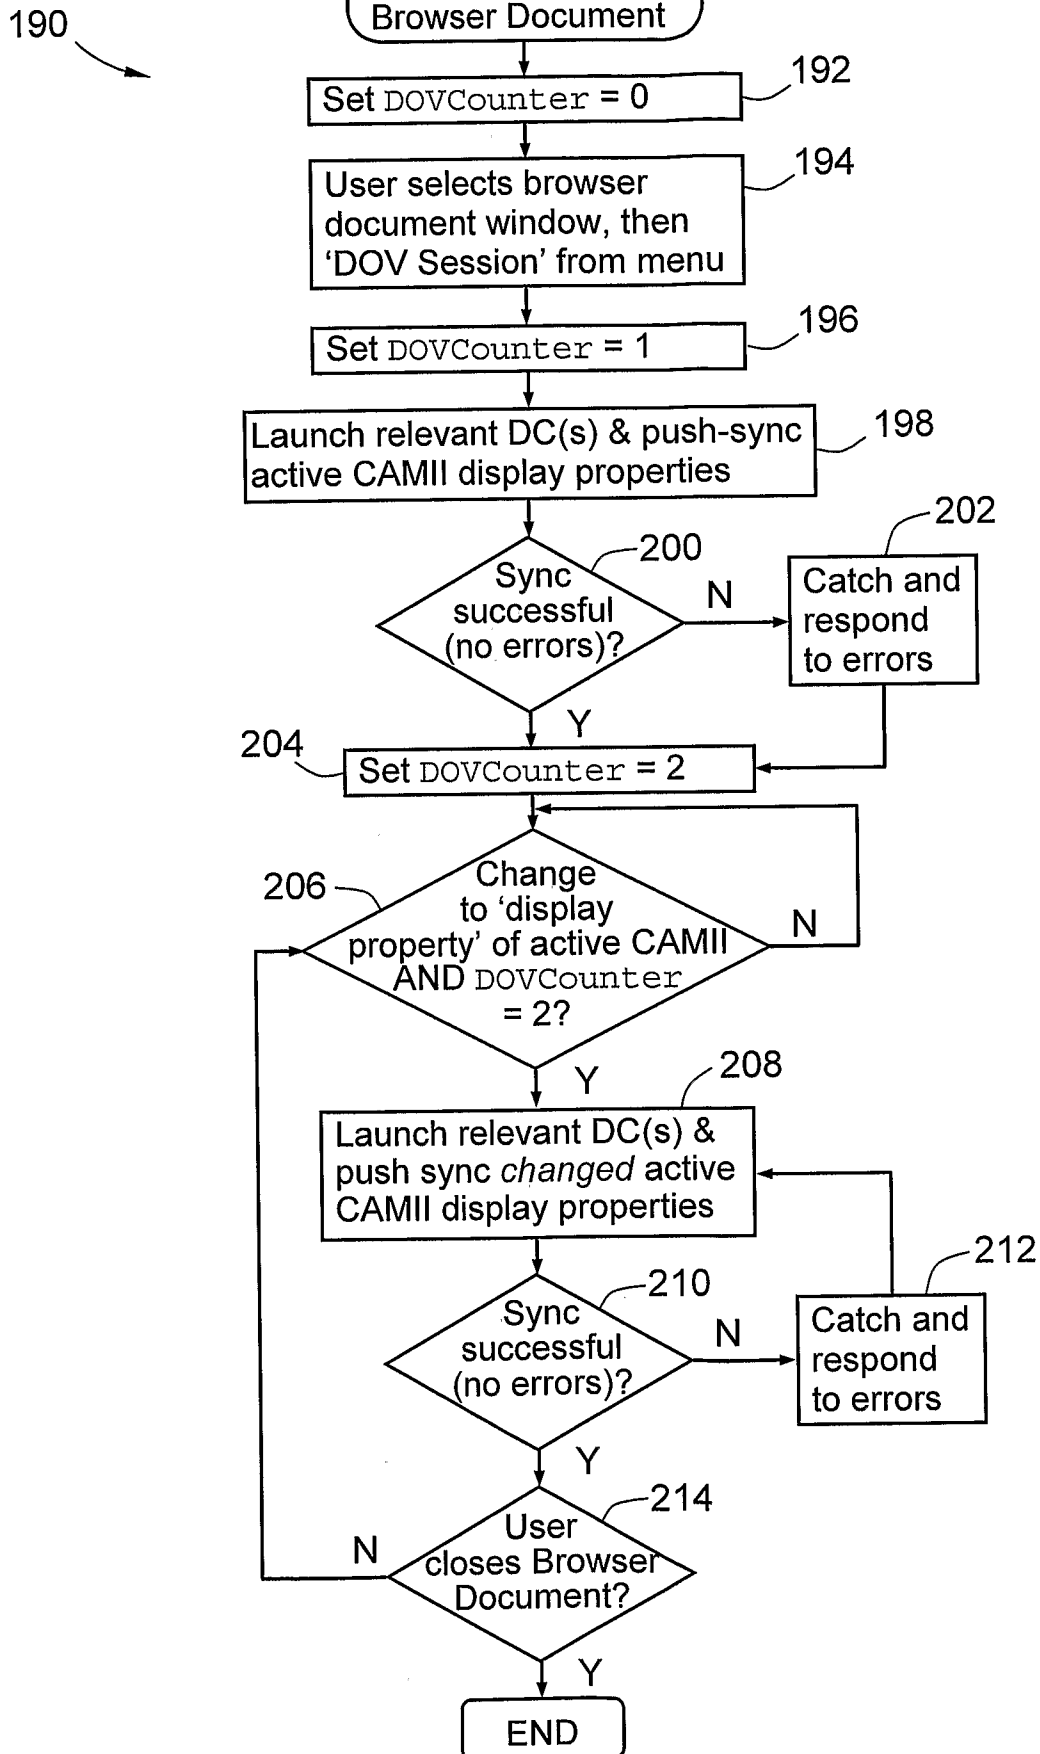 190
Browser Document
192
Set DOVCounter = 0
194
User selects browser
document window, then
‘DOV Session’ from menu
196
Set DOVCounter = 1
198
Launch relevant DC(s) & push-sync
active CAMII display properties
200
Sync
successful
(no errors)?
N
202
Catch and
respond
to errors
Y
204
Set DOVCounter = 2
206
Change
to ‘display
property’ of active CAMII
AND DOVCounter
= 2?
N
Y
208
Launch relevant DC(s) &
push sync changed active
CAMII display properties
210
Sync
successful
(no errors)?
N
212
Catch and
respond
to errors
Y
214
User
closes Browser
Document?
N
Y
END